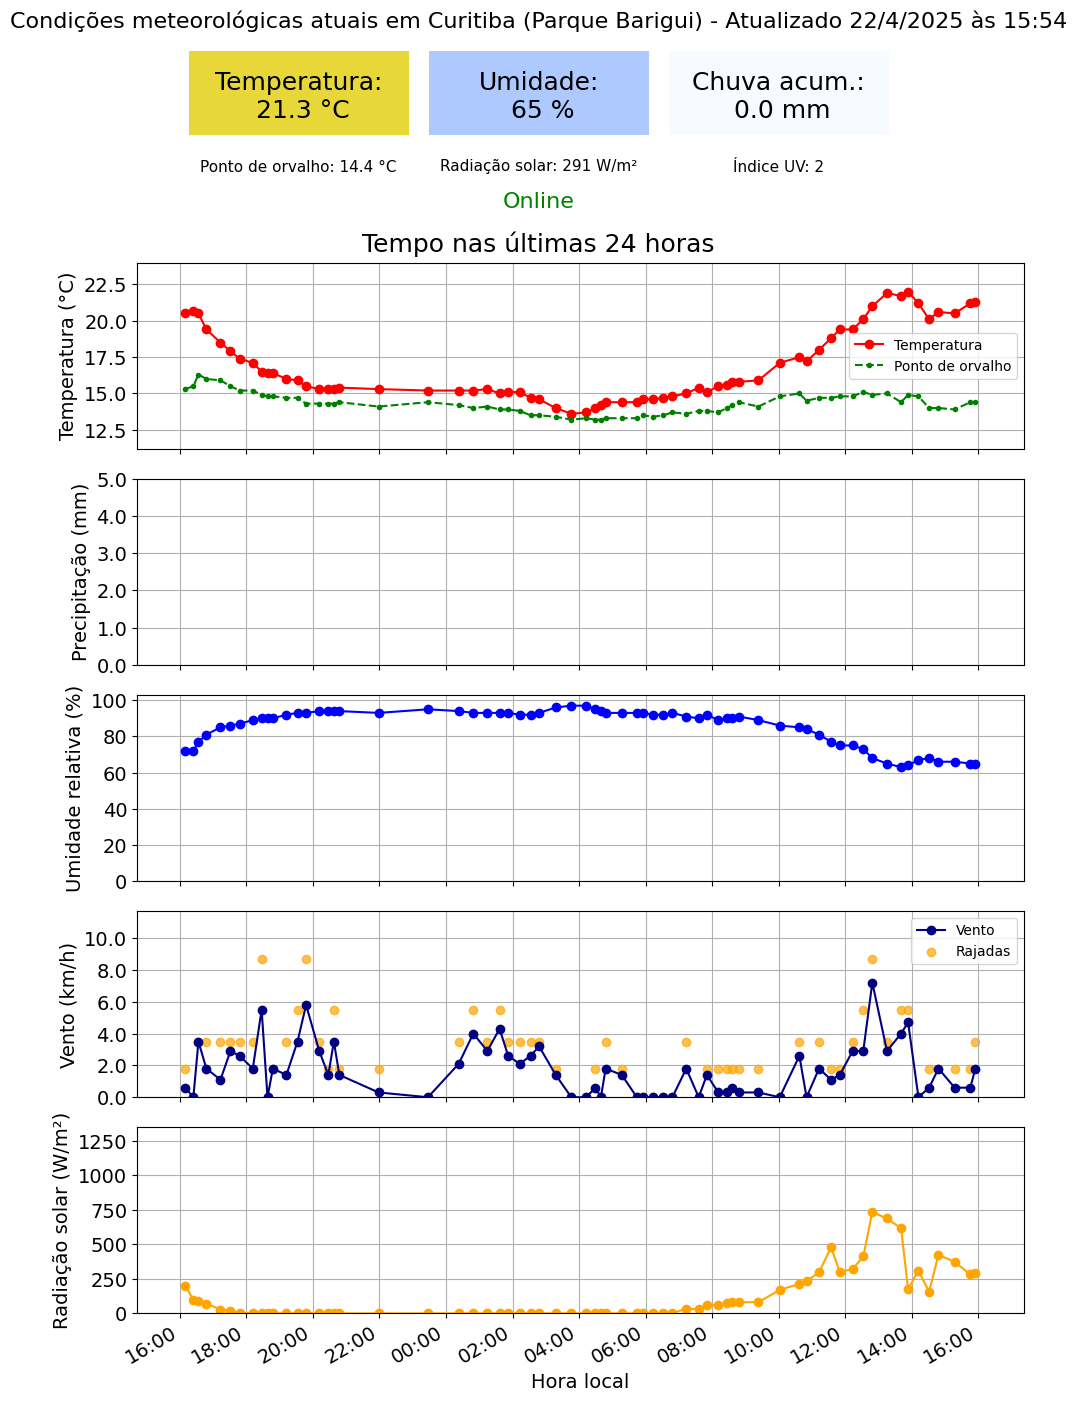 Condições meteorológicas atuais em Curitiba (Parque Barigui) - Atualizado 22/4/2025 às 15:54
Temperatura:
21.3 °C
Umidade:
65 %
Chuva acum.:
0.0 mm
Ponto de orvalho: 14.4 °C
Radiação solar: 291 W/m²
Índice UV: 2
Online
Tempo nas últimas 24 horas
Temperatura (°C)
22.5
20.0
17.5
15.0
12.5
Temperatura
Ponto de orvalho
Precipitação (mm)
5.0
4.0
3.0
2.0
1.0
0.0
Umidade relativa (%)
100
80
60
40
20
0
Vento (km/h)
10.0
8.0
6.0
4.0
2.0
0.0
Vento
Rajadas
Radiação solar (W/m²)
1250
1000
750
500
250
0
16:00
18:00
20:00
22:00
00:00
02:00
04:00
06:00
08:00
10:00
12:00
14:00
16:00
Hora local